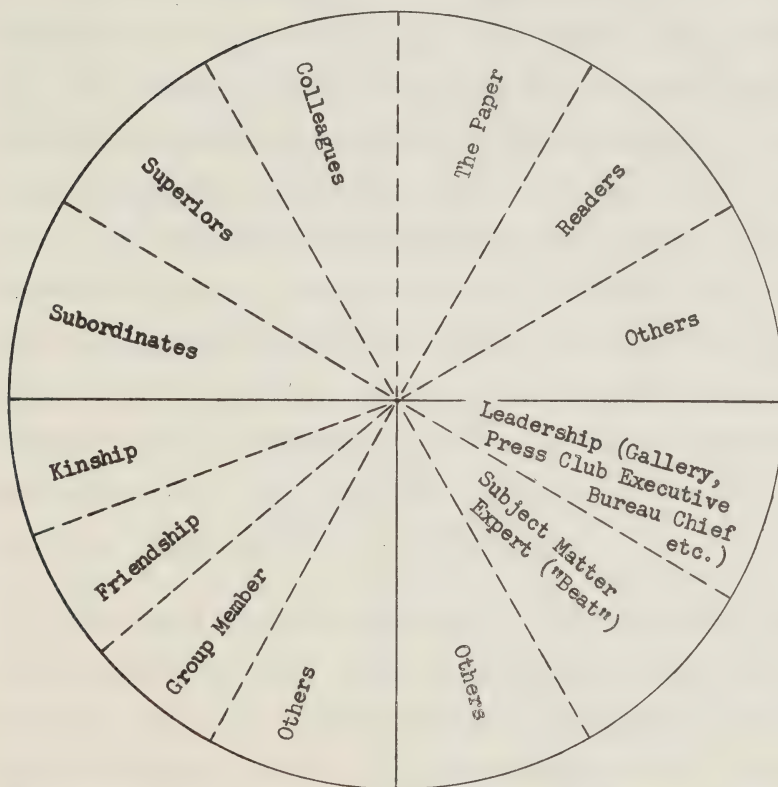 Colleagues
The Paper
Superiors
Readers
Subordinates
Others
Kinship
Leadership (Gallery,
Press Club Executive
Bureau Chief
etc.)
Friendship
Subject Matter
Expert ("Beat")
Group Member
Others
Others